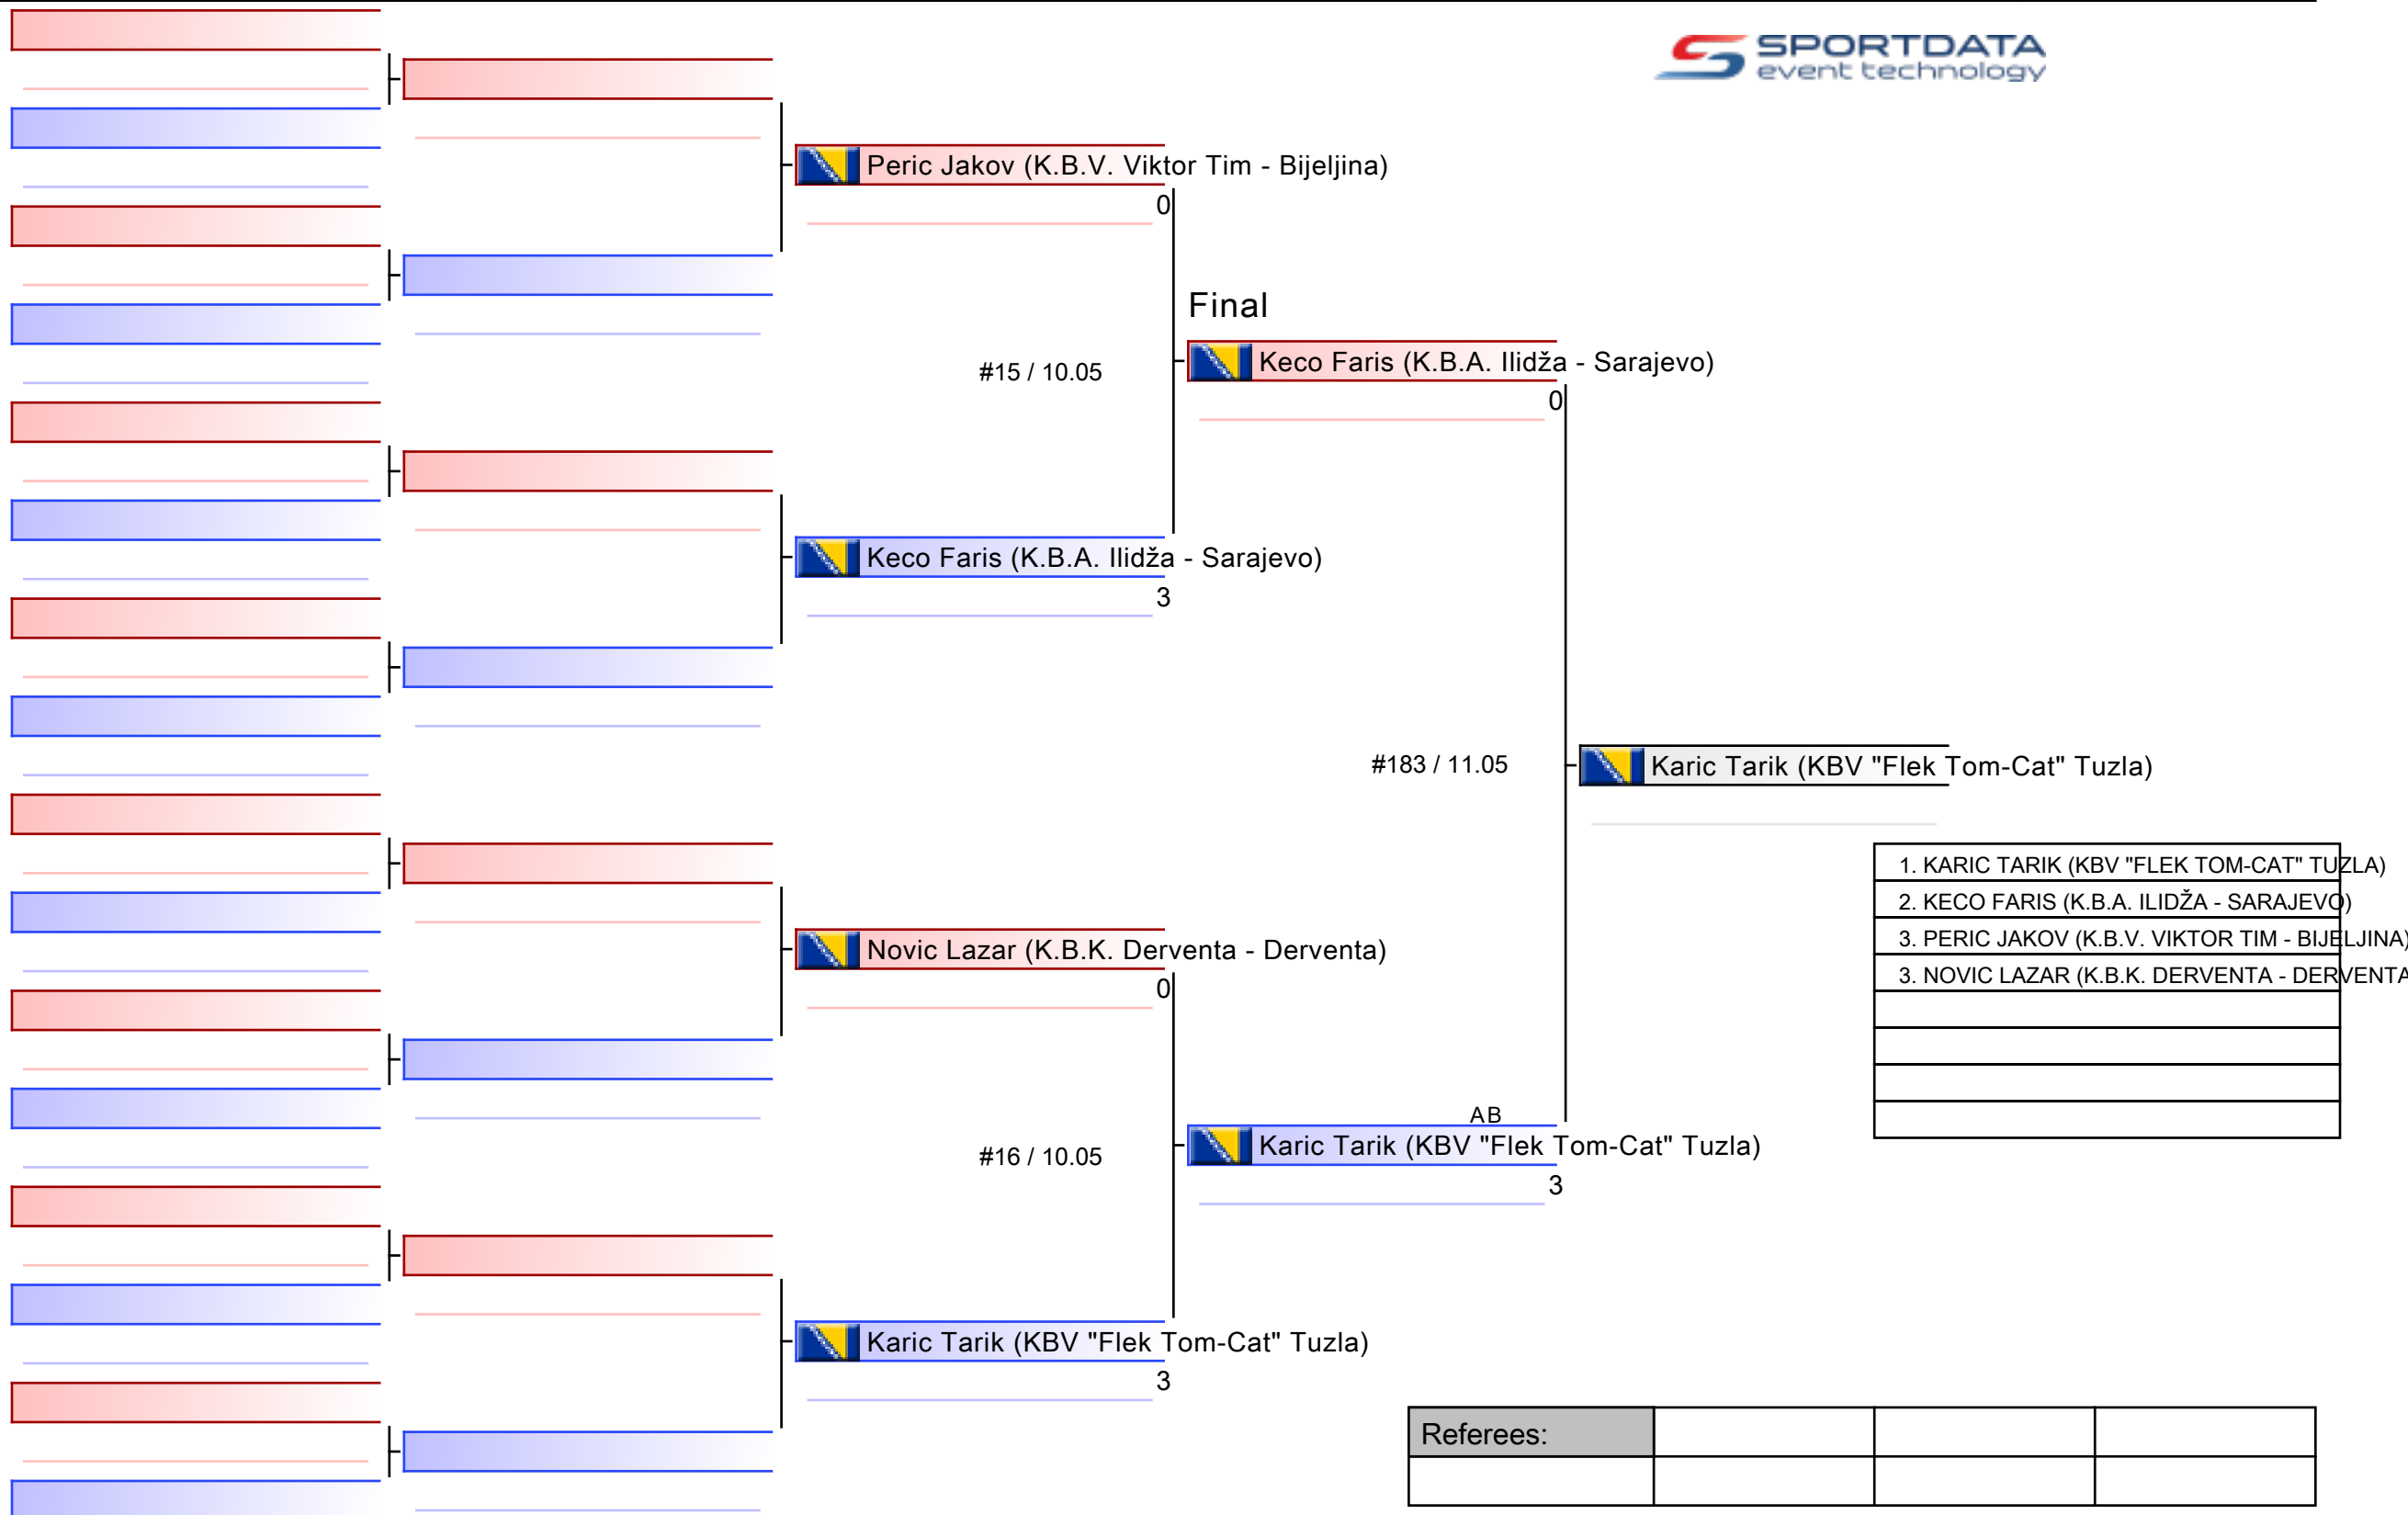 SPORTDATA
event technology
Peric Jakov (K.B.V. Viktor Tim - Bijeljina)
0
Final
#15 / 10.05
Keco Faris (K.B.A. Ilidža - Sarajevo)
0
Keco Faris (K.B.A. Ilidža - Sarajevo)
3
#183 / 11.05
Karic Tarik (KBV "Flek Tom-Cat" Tuzla)
1. KARIC TARIK (KBV "FLEK TOM-CAT" TUZLA)
2. KECO FARIS (K.B.A. ILIDŽA - SARAJEVO)
3. PERIC JAKOV (K.B.V. VIKTOR TIM - BIJELJINA)
3. NOVIC LAZAR (K.B.K. DERVENTA - DERVENTA
Novic Lazar (K.B.K. Derventa - Derventa)
0
AB
#16 / 10.05
Karic Tarik (KBV "Flek Tom-Cat" Tuzla)
3
Karic Tarik (KBV "Flek Tom-Cat" Tuzla)
3
Referees: